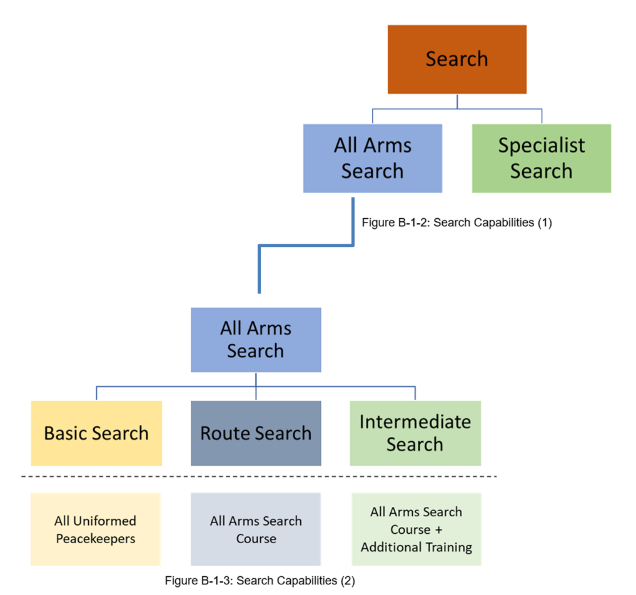 Search
All Arms
Search
Specialist
Search
Figure B-1-2: Search Capabilities (1)
All Arms
Search
Basic Search
Route Search
Intermediate
Search
All Uniformed
Peacekeepers
All Arms Search
Course
All Arms Search
Course +
Additional Training
Figure B-1-3: Search Capabilities (2)